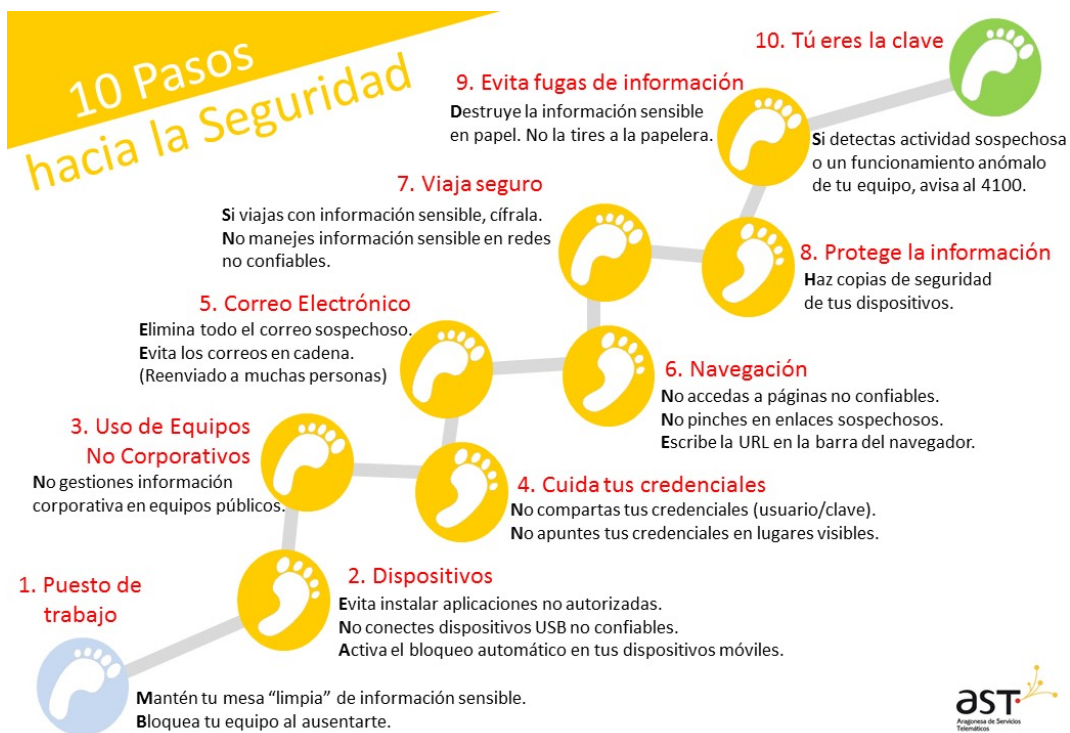 10 Pasos
hacia la Seguridad
1. Puesto de
trabajo
Mantén tu mesa “limpia” de información sensible.
Bloquea tu equipo al ausentarte.
2. Dispositivos
Evita instalar aplicaciones no autorizadas.
No conectes dispositivos USB no confiables.
Activa el bloqueo automático en tus dispositivos móviles.
3. Uso de Equipos
No Corporativos
No gestiones información
corporativa en equipos públicos.
4. Cuida tus credenciales
No compartas tus credenciales (usuario/clave).
No apuntes tus credenciales en lugares visibles.
5. Correo Electrónico
Elimina todo el correo sospechoso.
Evita los correos en cadena.
(Reenviado a muchas personas)
6. Navegación
No accedas a páginas no confiables.
No pinches en enlaces sospechosos.
Escribe la URL en la barra del navegador.
7. Viaja seguro
Si viajas con información sensible, cífrala.
No manejes información sensible en redes
no confiables.
8. Protege la información
Haz copias de seguridad
de tus dispositivos.
9. Evita fugas de información
Destruye la información sensible
en papel. No la tires a la papelera.
10. Tú eres la clave
Si detectas actividad sospechosa
o un funcionamiento anómalo
de tu equipo, avisa al 4100.
ast
Aragonesa de Servicios
Telemáticos